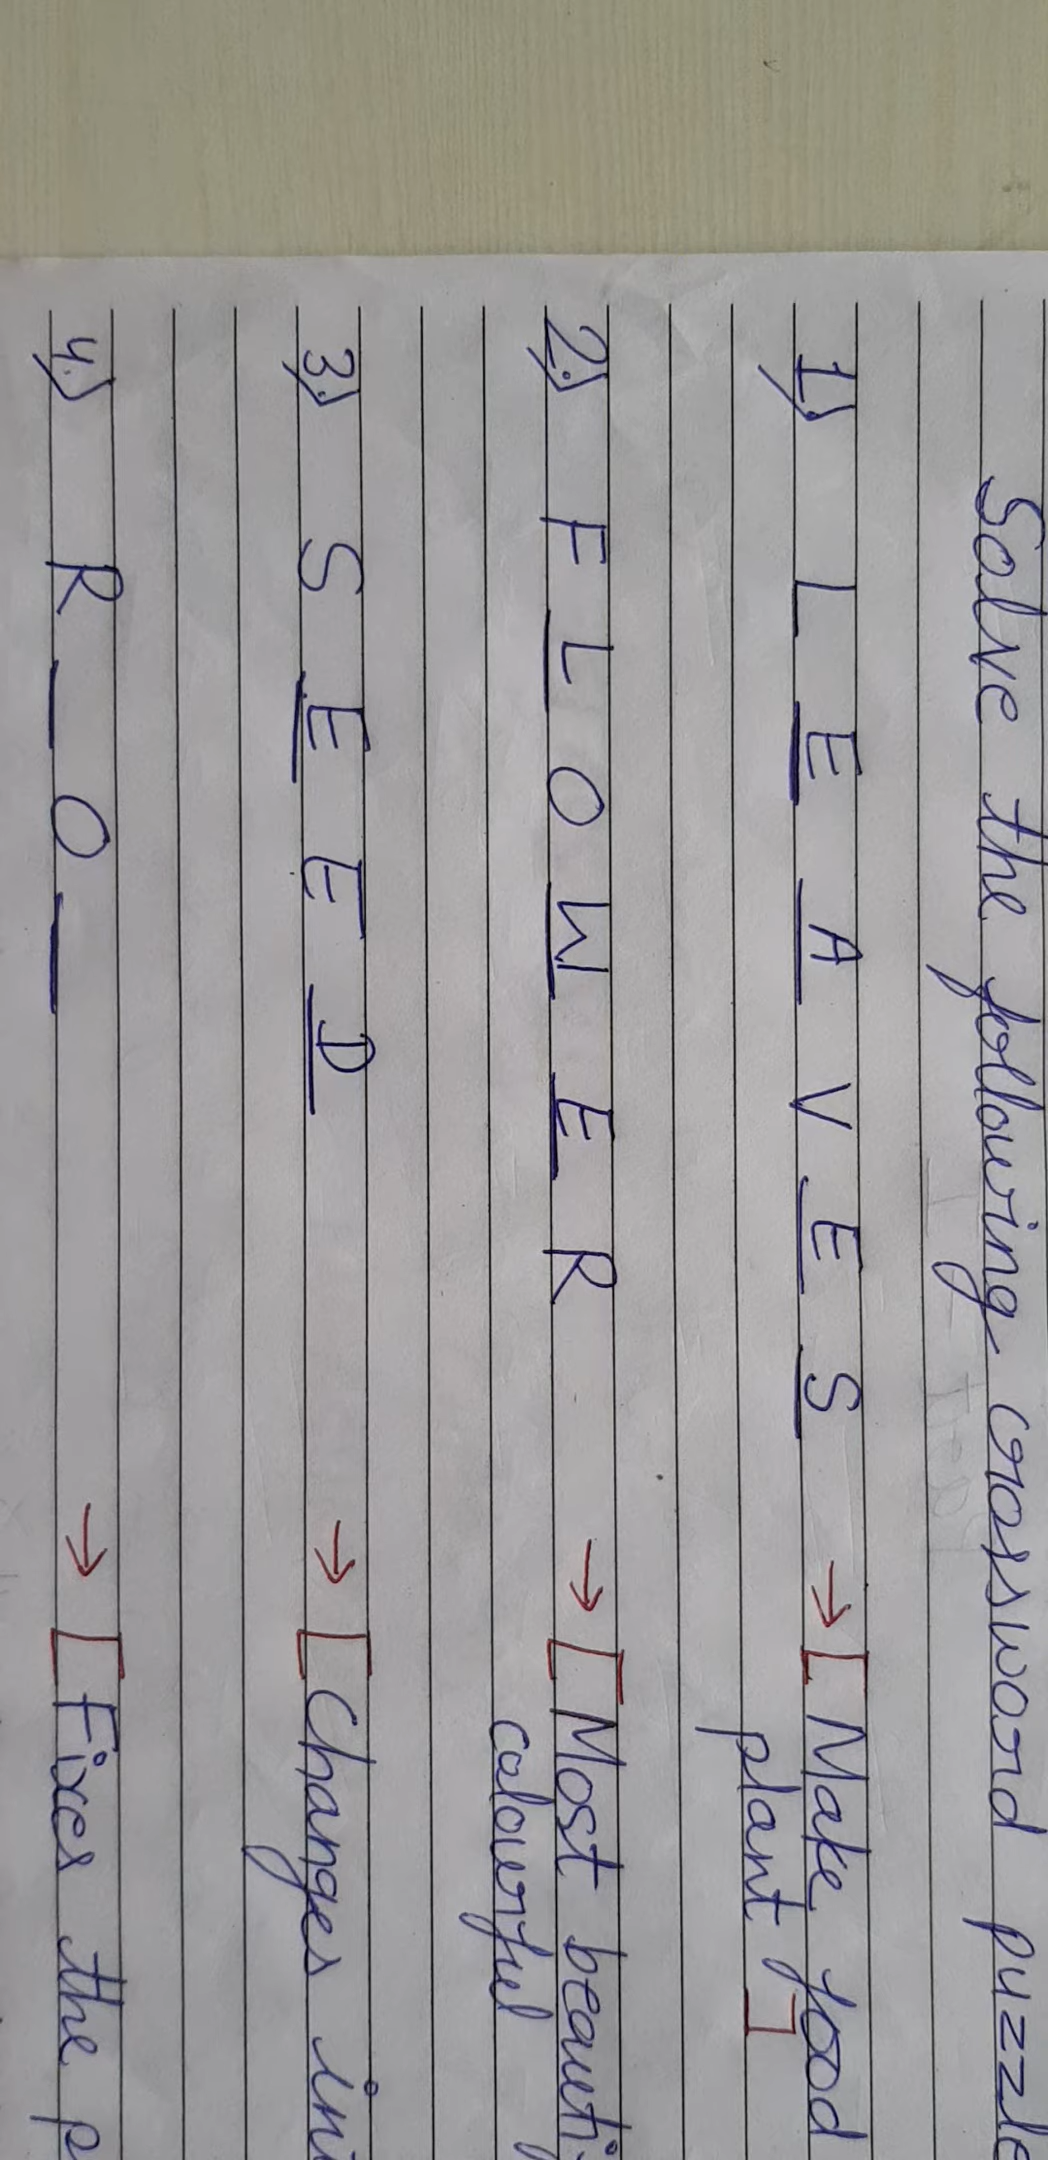 Solve the following crossword puzzle
1.) L E A V E S → [Make food
plant]
2.) F L O W E R → [Most beauti
colourful
3.) S E E D → [Changes in
4.) R _ O _ → [Fixes the p